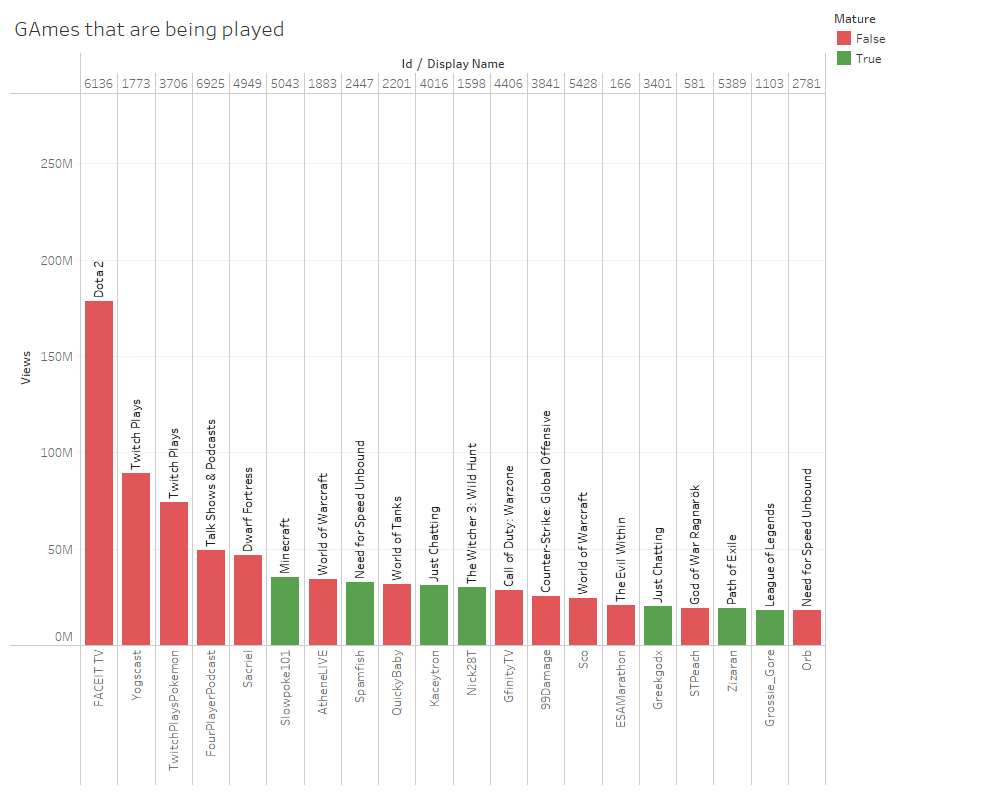 GAmes that are being played
Mature
False
True
Id / Display Name
6136 1773 3706 6925 4949 5043 1883 2447 2201 4016 1598 4406 3841 5428 166 3401 581 5389 1103 2781
Views
250M
200M
150M
100M
50M
0M
Dota 2
Twitch Plays
Twitch Plays
Talk Shows & Podcasts
Dwarf Fortress
Minecraft
World of Warcraft
Need for Speed Unbound
World of Tanks
Just Chatting
The Witcher 3: Wild Hunt
Call of Duty: Warzone
Counter-Strike: Global Offensive
World of Warcraft
The Evil Within
Just Chatting
God of War Ragnarök
Path of Exile
League of Legends
Need for Speed Unbound
FACEIT TV
Yogscast
TwitchPlaysPokemon
FourPlayerPodcast
Sacriel
Slowpoke101
AtheneLIVE
Spamfish
QuickyBaby
Kaceytron
Nick28T
GfinityTV
99Damage
Sco
ESAMarathon
Greekgodx
STPeach
Zizaran
Grossie_Gore
Orb